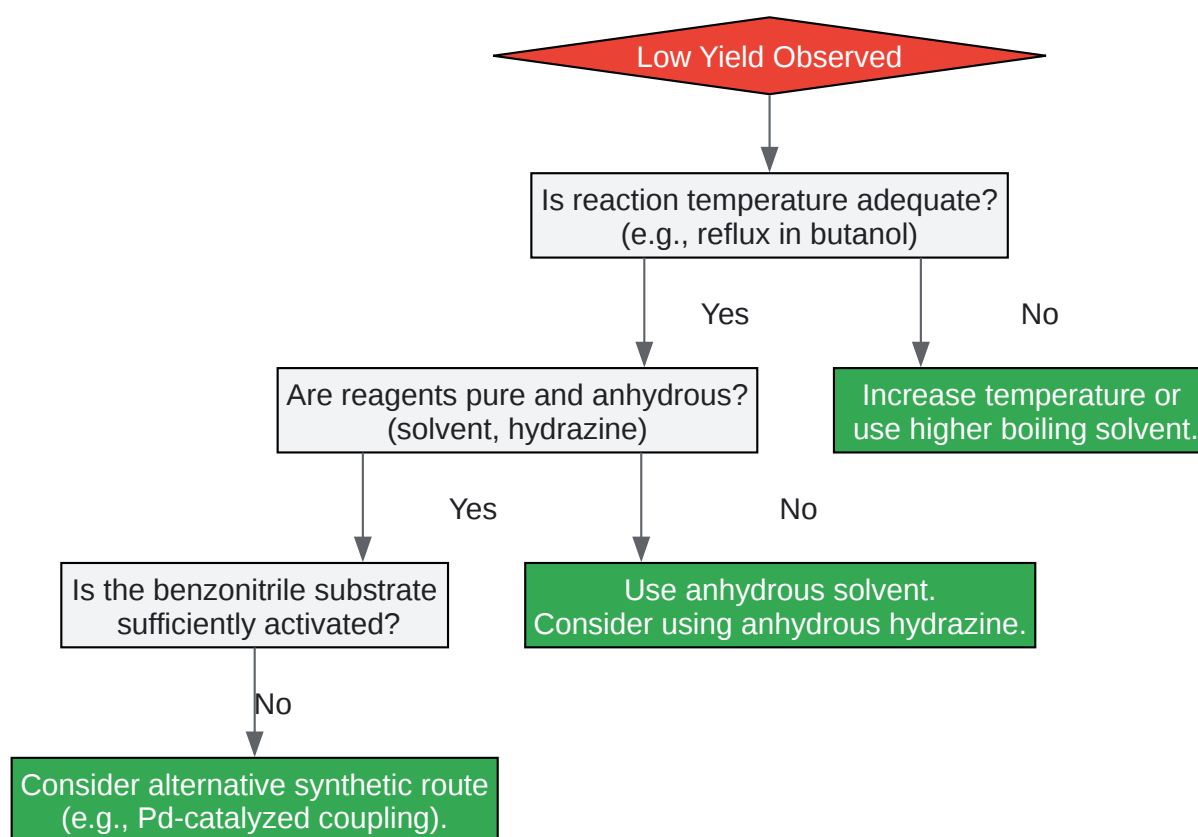 Low Yield Observed
Is reaction temperature adequate?
(e.g., reflux in butanol)
Yes
No
Are reagents pure and anhydrous?
(solvent, hydrazine)
Increase temperature or
use higher boiling solvent.
Yes
No
Is the benzonitrile substrate
sufficiently activated?
Use anhydrous solvent.
Consider using anhydrous hydrazine.
No
Consider alternative synthetic route
(e.g., Pd-catalyzed coupling).